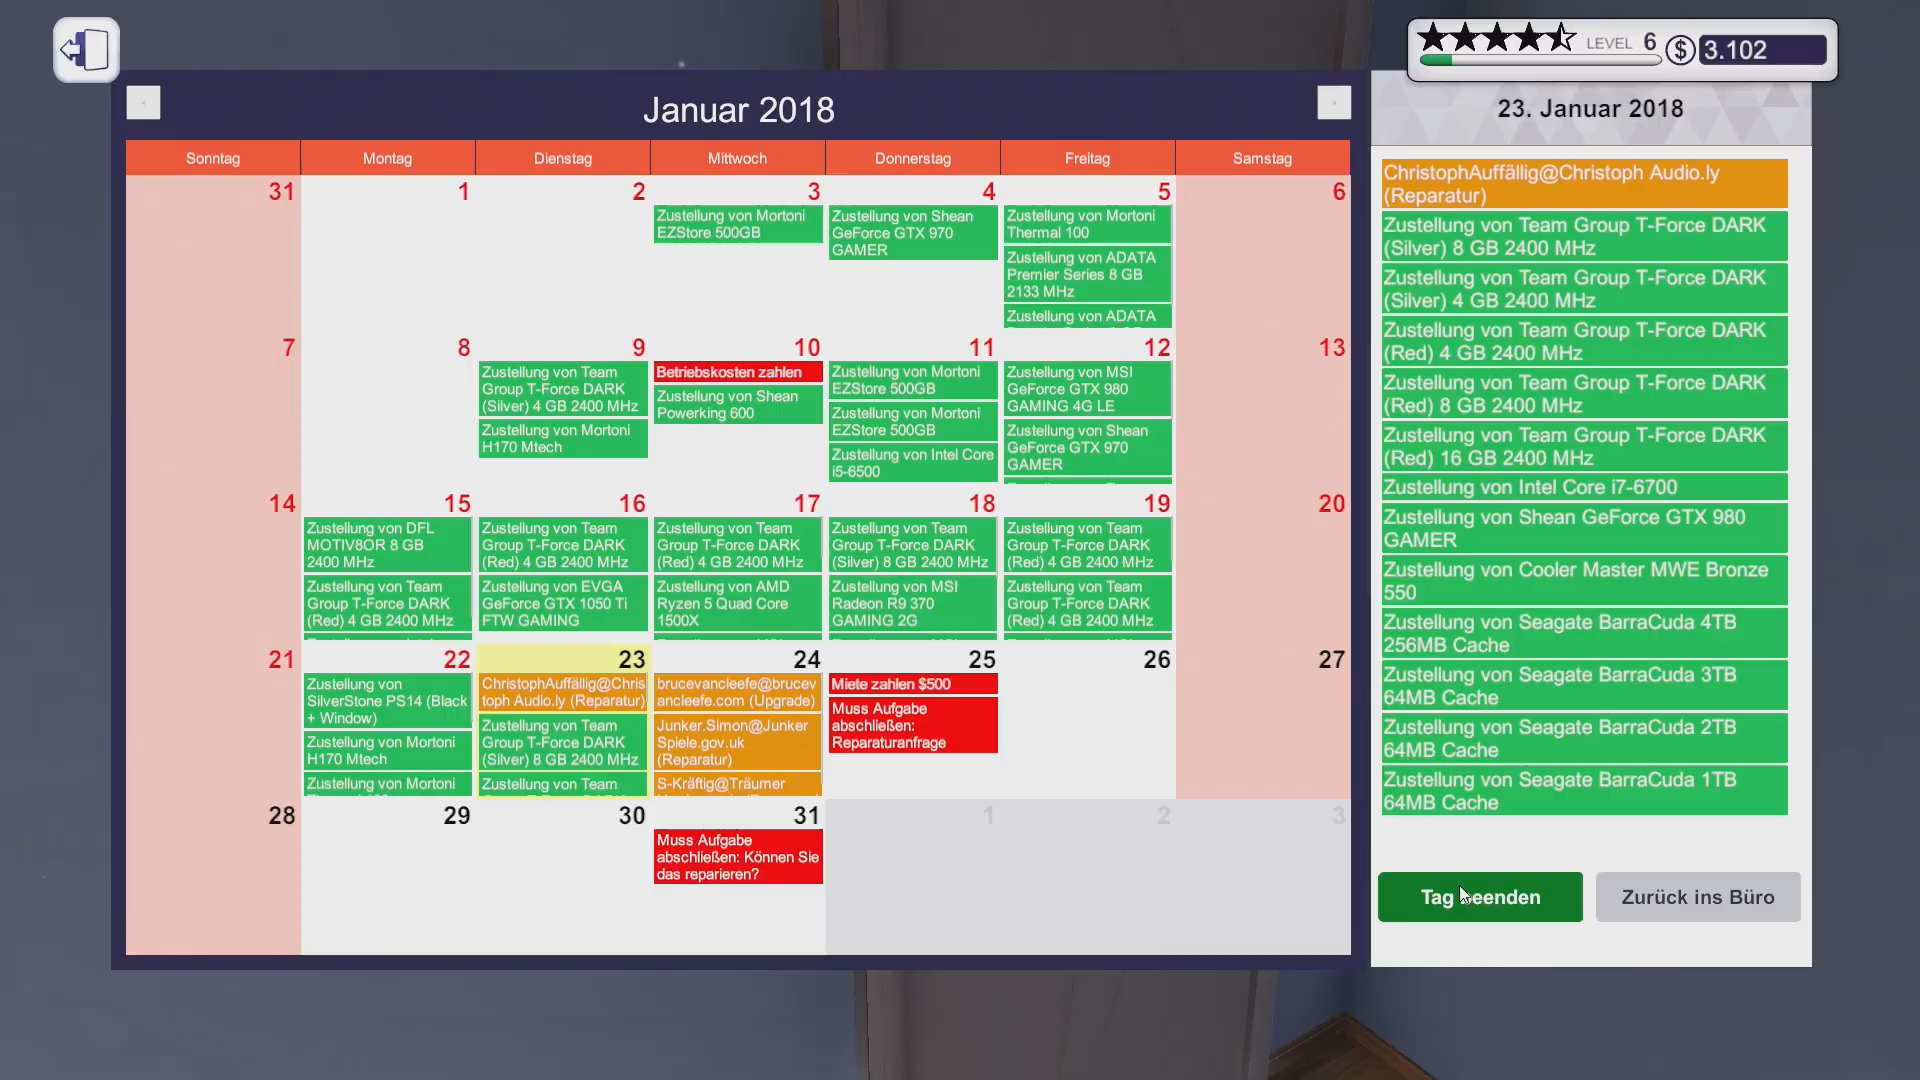 LEVEL 6
3.102
Januar 2018
Sonntag
Montag
Dienstag
Mittwoch
Donnerstag
Freitag
Samstag
31
1
2
3
Zustellung von Mortoni
EZStore 500GB
4
Zustellung von Shean
GeForce GTX 970
GAMER
5
Zustellung von Mortoni
Thermal 100
Zustellung von ADATA
Premier Series 8 GB
2133 MHz
Zustellung von ADATA
6
7
8
9
Zustellung von Team
Group T-Force DARK
(Silver) 4 GB 2400 MHz
Zustellung von Mortoni
H170 Mtech
10
Betriebskosten zahlen
Zustellung von Shean
Powerking 600
11
Zustellung von Mortoni
EZStore 500GB
Zustellung von Mortoni
EZStore 500GB
Zustellung von Intel Core
i5-6500
12
Zustellung von MSI
GeForce GTX 980
GAMING 4G LE
Zustellung von Shean
GeForce GTX 970
GAMER
13
14
15
Zustellung von DFL
MOTIV8OR 8 GB
2400 MHz
Zustellung von Team
Group T-Force DARK
(Red) 4 GB 2400 MHz
16
Zustellung von Team
Group T-Force DARK
(Red) 4 GB 2400 MHz
Zustellung von EVGA
GeForce GTX 1050 Ti
FTW GAMING
17
Zustellung von Team
Group T-Force DARK
(Red) 4 GB 2400 MHz
Zustellung von AMD
Ryzen 5 Quad Core
1500X
18
Zustellung von Team
Group T-Force DARK
(Silver) 8 GB 2400 MHz
Zustellung von MSI
Radeon R9 370
GAMING 2G
19
Zustellung von Team
Group T-Force DARK
(Red) 4 GB 2400 MHz
Zustellung von Team
Group T-Force DARK
(Red) 4 GB 2400 MHz
20
21
22
Zustellung von
SilverStone PS14 (Black
+ Window)
Zustellung von Mortoni
H170 Mtech
Zustellung von Mortoni
23
ChristophAuffällig@Chris
toph Audio.ly (Reparatur)
Zustellung von Team
Group T-Force DARK
(Silver) 8 GB 2400 MHz
Zustellung von Team
24
brucevancleefe@brucev
ancleefe.com (Upgrade)
Junker.Simon@Junker
Spiele.gov.uk
(Reparatur)
S-Kräftig@Träumer
25
Miete zahlen $500
Muss Aufgabe
abschließen:
Reparaturanfrage
26
27
28
29
30
31
Muss Aufgabe
abschließen: Können Sie
das reparieren?
1
2
3
23. Januar 2018
ChristophAuffällig@Christoph Audio.ly
(Reparatur)
Zustellung von Team Group T-Force DARK
(Silver) 8 GB 2400 MHz
Zustellung von Team Group T-Force DARK
(Silver) 4 GB 2400 MHz
Zustellung von Team Group T-Force DARK
(Red) 4 GB 2400 MHz
Zustellung von Team Group T-Force DARK
(Red) 8 GB 2400 MHz
Zustellung von Team Group T-Force DARK
(Red) 16 GB 2400 MHz
Zustellung von Intel Core i7-6700
Zustellung von Shean GeForce GTX 980
GAMER
Zustellung von Cooler Master MWE Bronze
550
Zustellung von Seagate BarraCuda 4TB
256MB Cache
Zustellung von Seagate BarraCuda 3TB
64MB Cache
Zustellung von Seagate BarraCuda 2TB
64MB Cache
Zustellung von Seagate BarraCuda 1TB
64MB Cache
Tag beenden
Zurück ins Büro